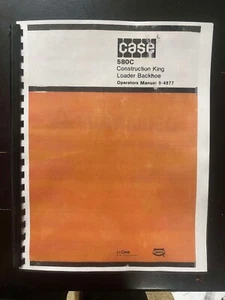 case
580C
Construction King
Loader Backhoe
Operators Manual 9-4877